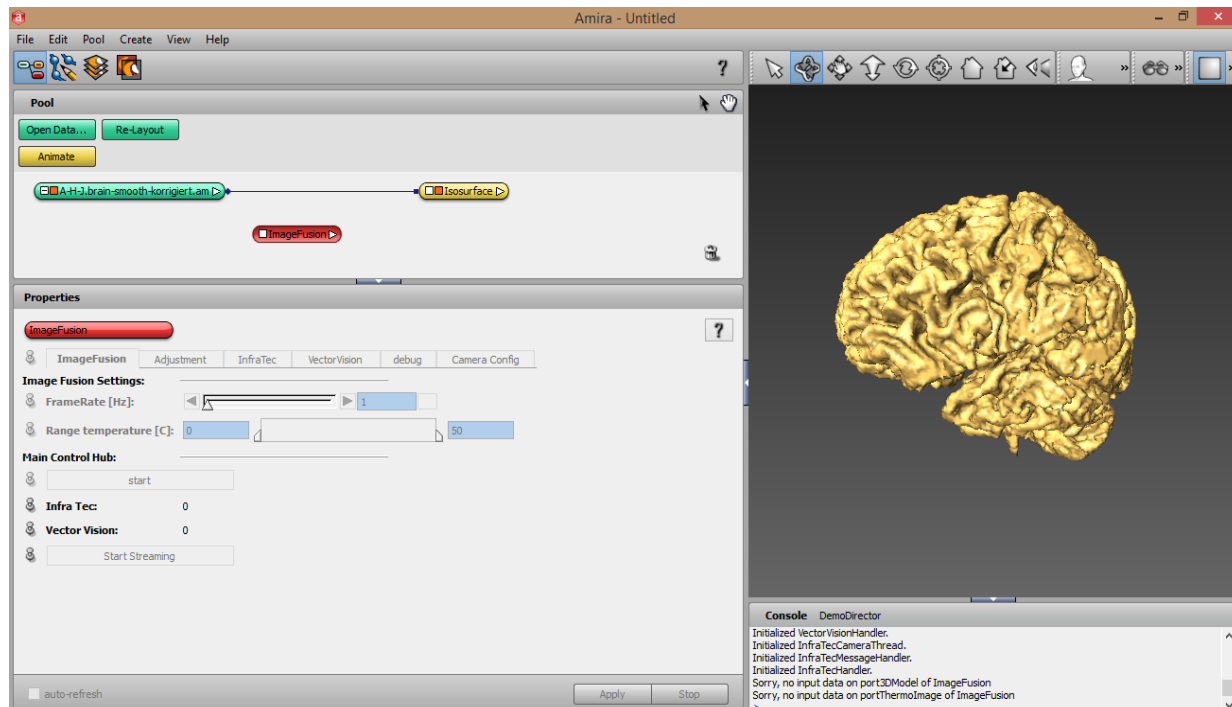 Amira - Untitled
File Edit Pool Create View Help
?
Pool
Open Data... Re-Layout
Animate
A-H-J.brain-smooth-korrigiert.am
Isosurface
ImageFusion
Properties
ImageFusion
?
ImageFusion Adjustment InfraTec VectorVision debug Camera Config
Image Fusion Settings:
FrameRate [Hz]: 1
Range temperature [C]: 0 50
Main Control Hub:
start
Infra Tec: 0
Vector Vision: 0
Start Streaming
auto-refresh Apply Stop
Console DemoDirector
Initialized VectorVisionHandler.
Initialized InfraTecCameraThread.
Initialized InfraTecMessageHandler.
Initialized InfraTecHandler.
Sorry, no input data on port3DModel of ImageFusion
Sorry, no input data on portThermoImage of ImageFusion
>